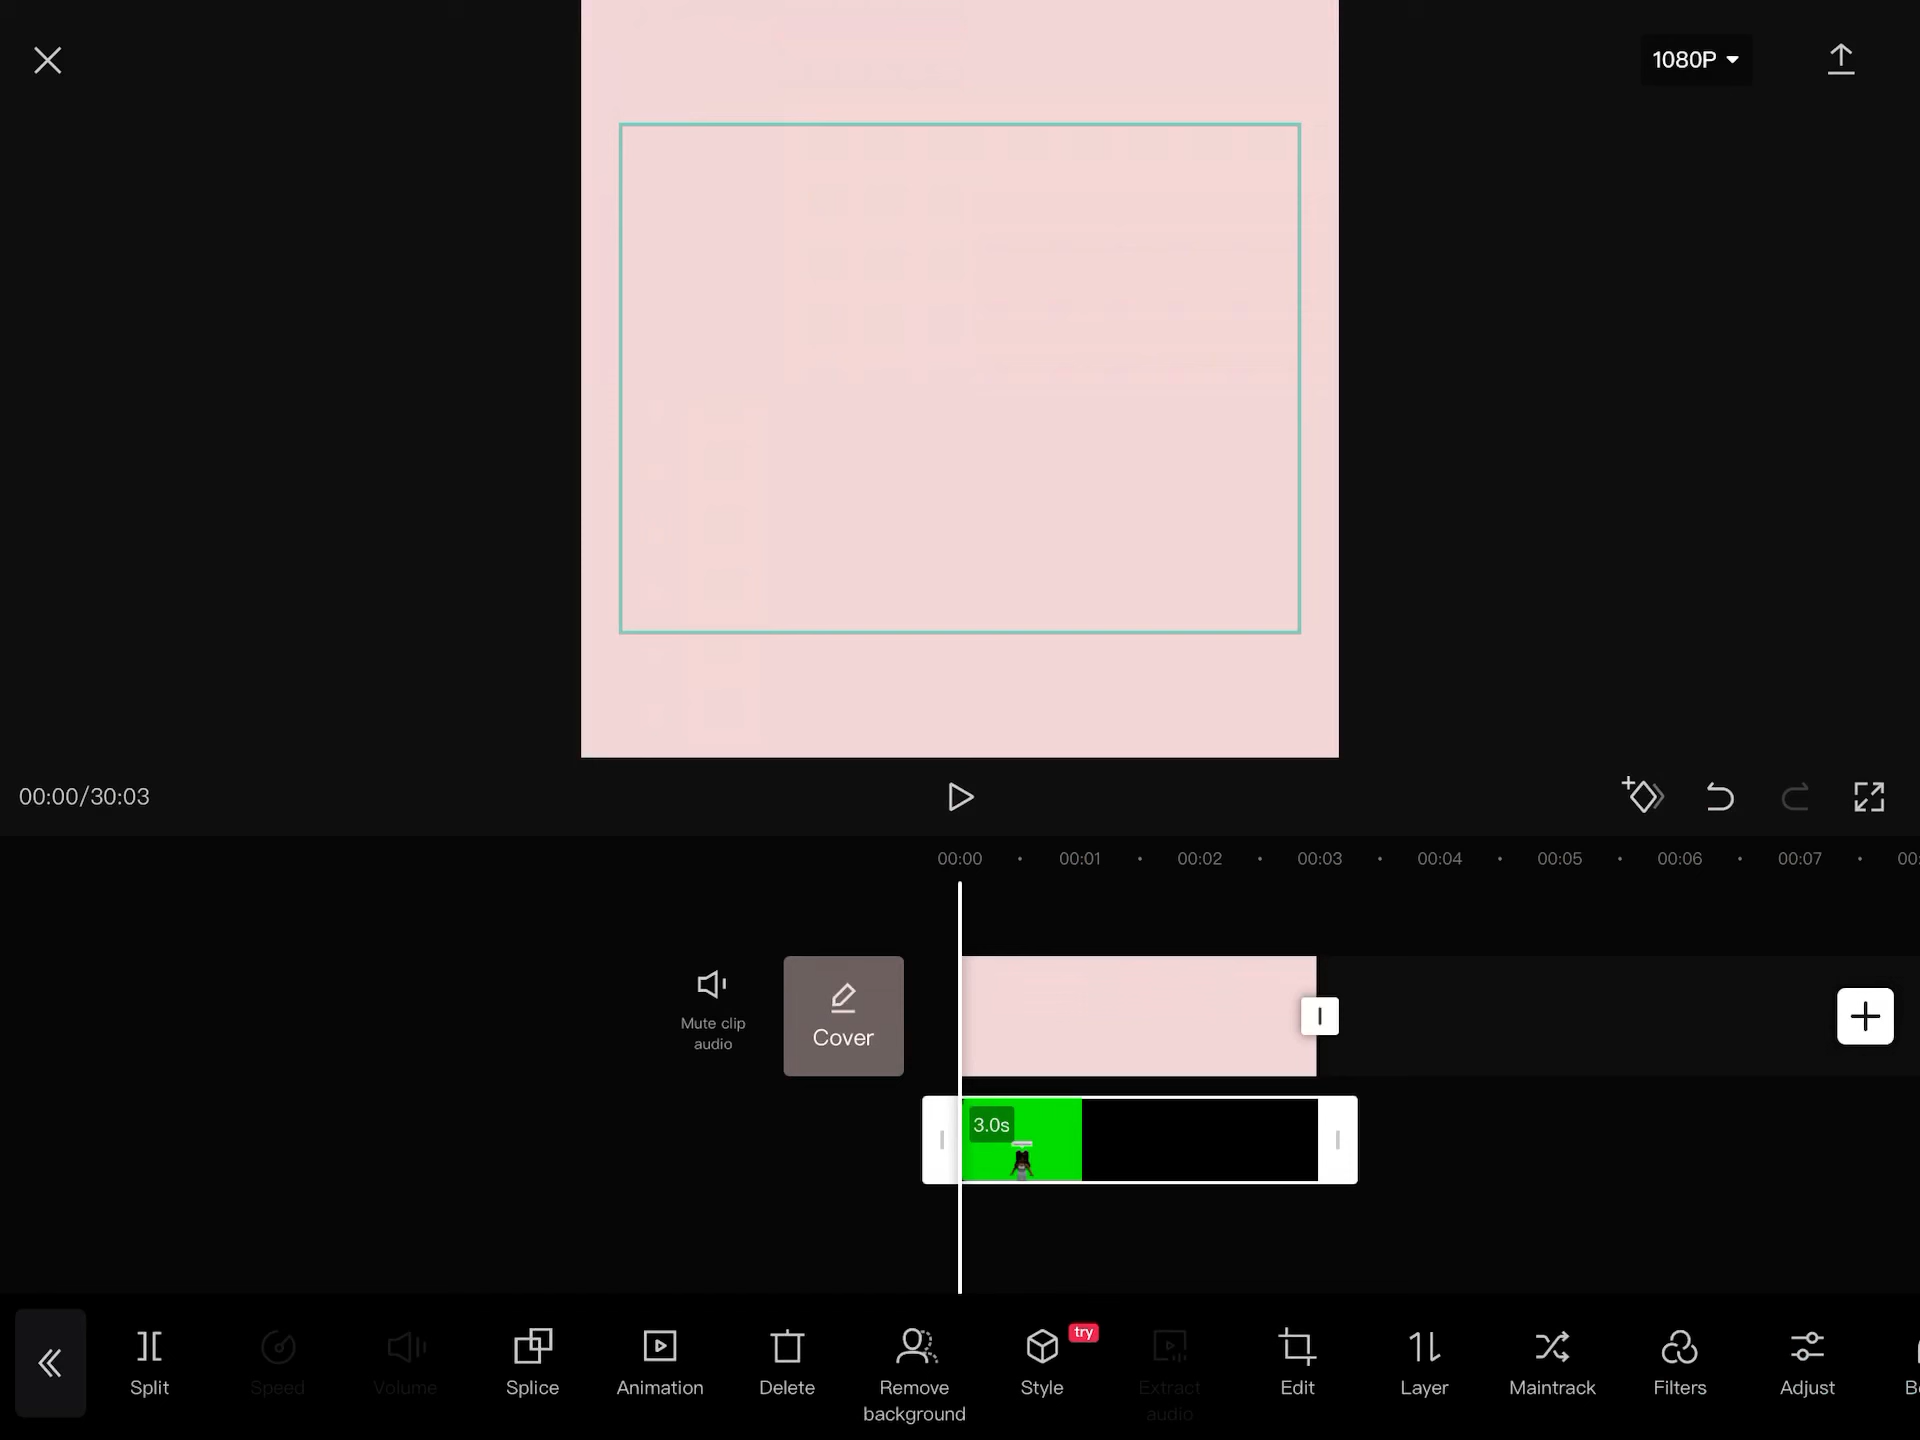 1080P
00:00/30:03
00:00 00:01 00:02 00:03 00:04 00:05 00:06 00:07
Mute clip
audio
Cover
3.0s
try
Split Speed Volume Splice Animation Delete Remove Style Extract Edit Layer Maintrack Filters Adjust
background audio